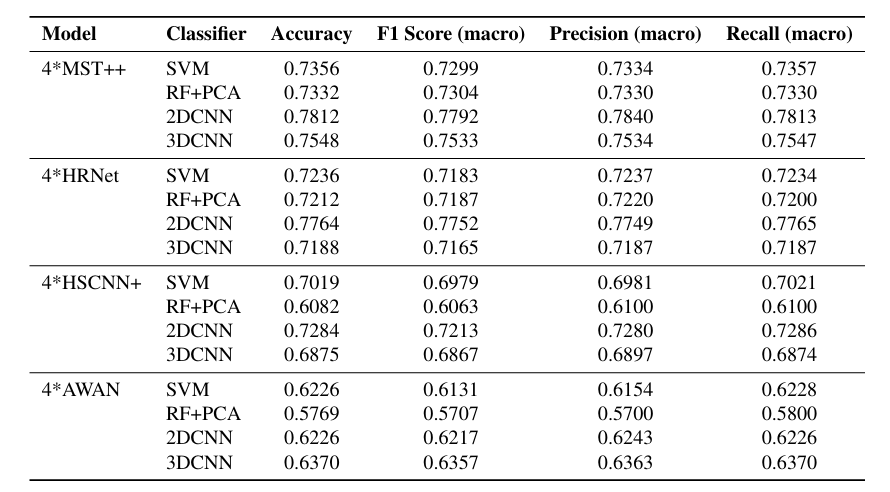 Model Classifier Accuracy F1 Score (macro) Precision (macro) Recall (macro)
4*MST++ SVM 0.7356 0.7299 0.7334 0.7357
RF+PCA 0.7332 0.7304 0.7330 0.7330
2DCNN 0.7812 0.7792 0.7840 0.7813
3DCNN 0.7548 0.7533 0.7534 0.7547
4*HRNet SVM 0.7236 0.7183 0.7237 0.7234
RF+PCA 0.7212 0.7187 0.7220 0.7200
2DCNN 0.7764 0.7752 0.7749 0.7765
3DCNN 0.7188 0.7165 0.7187 0.7187
4*HSCNN+ SVM 0.7019 0.6979 0.6981 0.7021
RF+PCA 0.6082 0.6063 0.6100 0.6100
2DCNN 0.7284 0.7213 0.7280 0.7286
3DCNN 0.6875 0.6867 0.6897 0.6874
4*AWAN SVM 0.6226 0.6131 0.6154 0.6228
RF+PCA 0.5769 0.5707 0.5700 0.5800
2DCNN 0.6226 0.6217 0.6243 0.6226
3DCNN 0.6370 0.6357 0.6363 0.6370